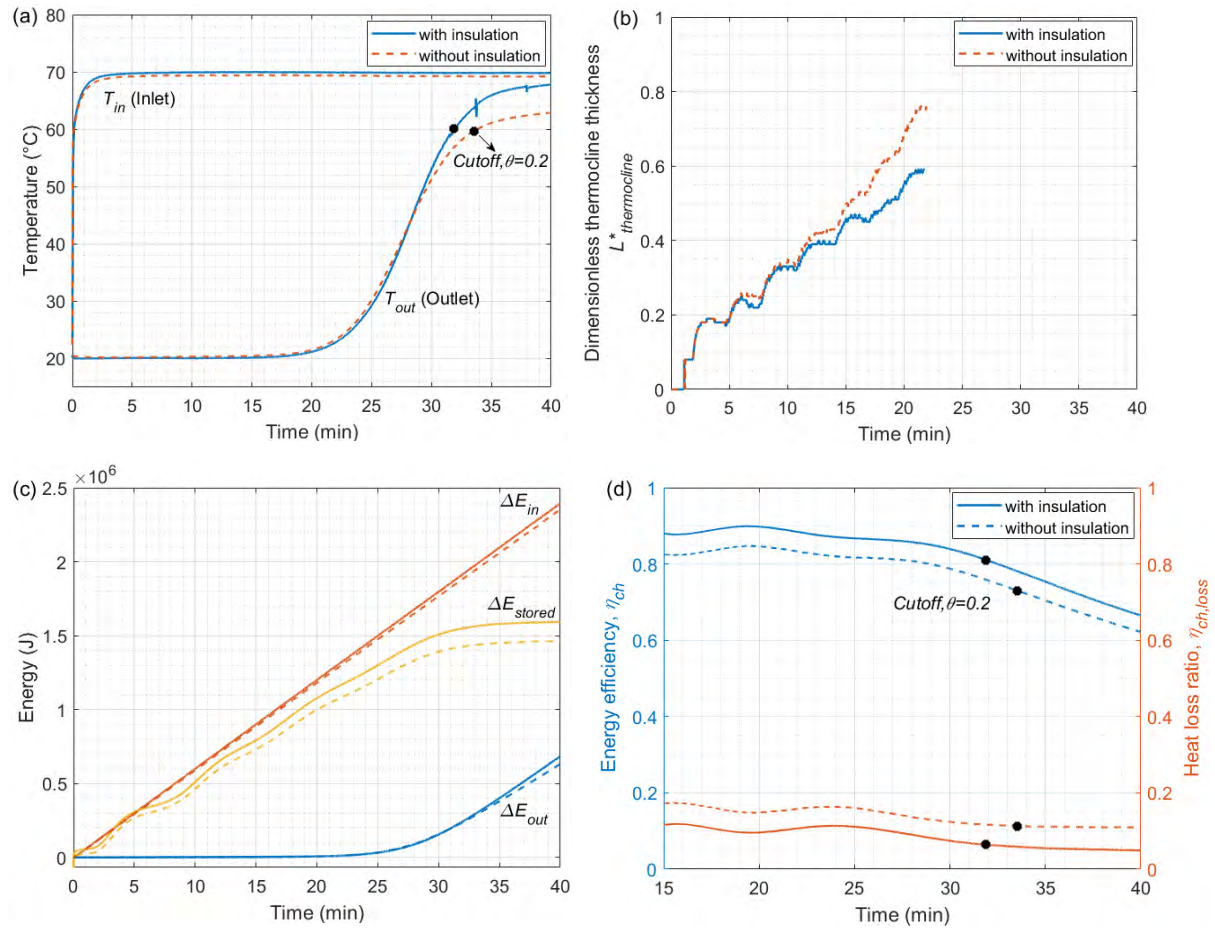 (a)
80
70
60
50
40
30
20
Temperature (°C)
with insulation
without insulation
T_in (Inlet)
Cutoff,θ=0.2
T_out (Outlet)
0 5 10 15 20 25 30 35 40
Time (min)
(b)
1
0.8
0.6
0.4
0.2
0
Dimensionless thermocline thickness
L*_thermocline
with insulation
without insulation
0 5 10 15 20 25 30 35 40
Time (min)
(c)
×10^6
2.5
2
1.5
1
0.5
0
Energy (J)
ΔE_in
ΔE_stored
ΔE_out
0 5 10 15 20 25 30 35 40
Time (min)
(d)
1
0.8
0.6
0.4
0.2
0
Energy efficiency, η_ch
with insulation
without insulation
Cutoff,θ=0.2
1
0.8
0.6
0.4
0.2
0
Heat loss ratio, η_ch,loss
15 20 25 30 35 40
Time (min)